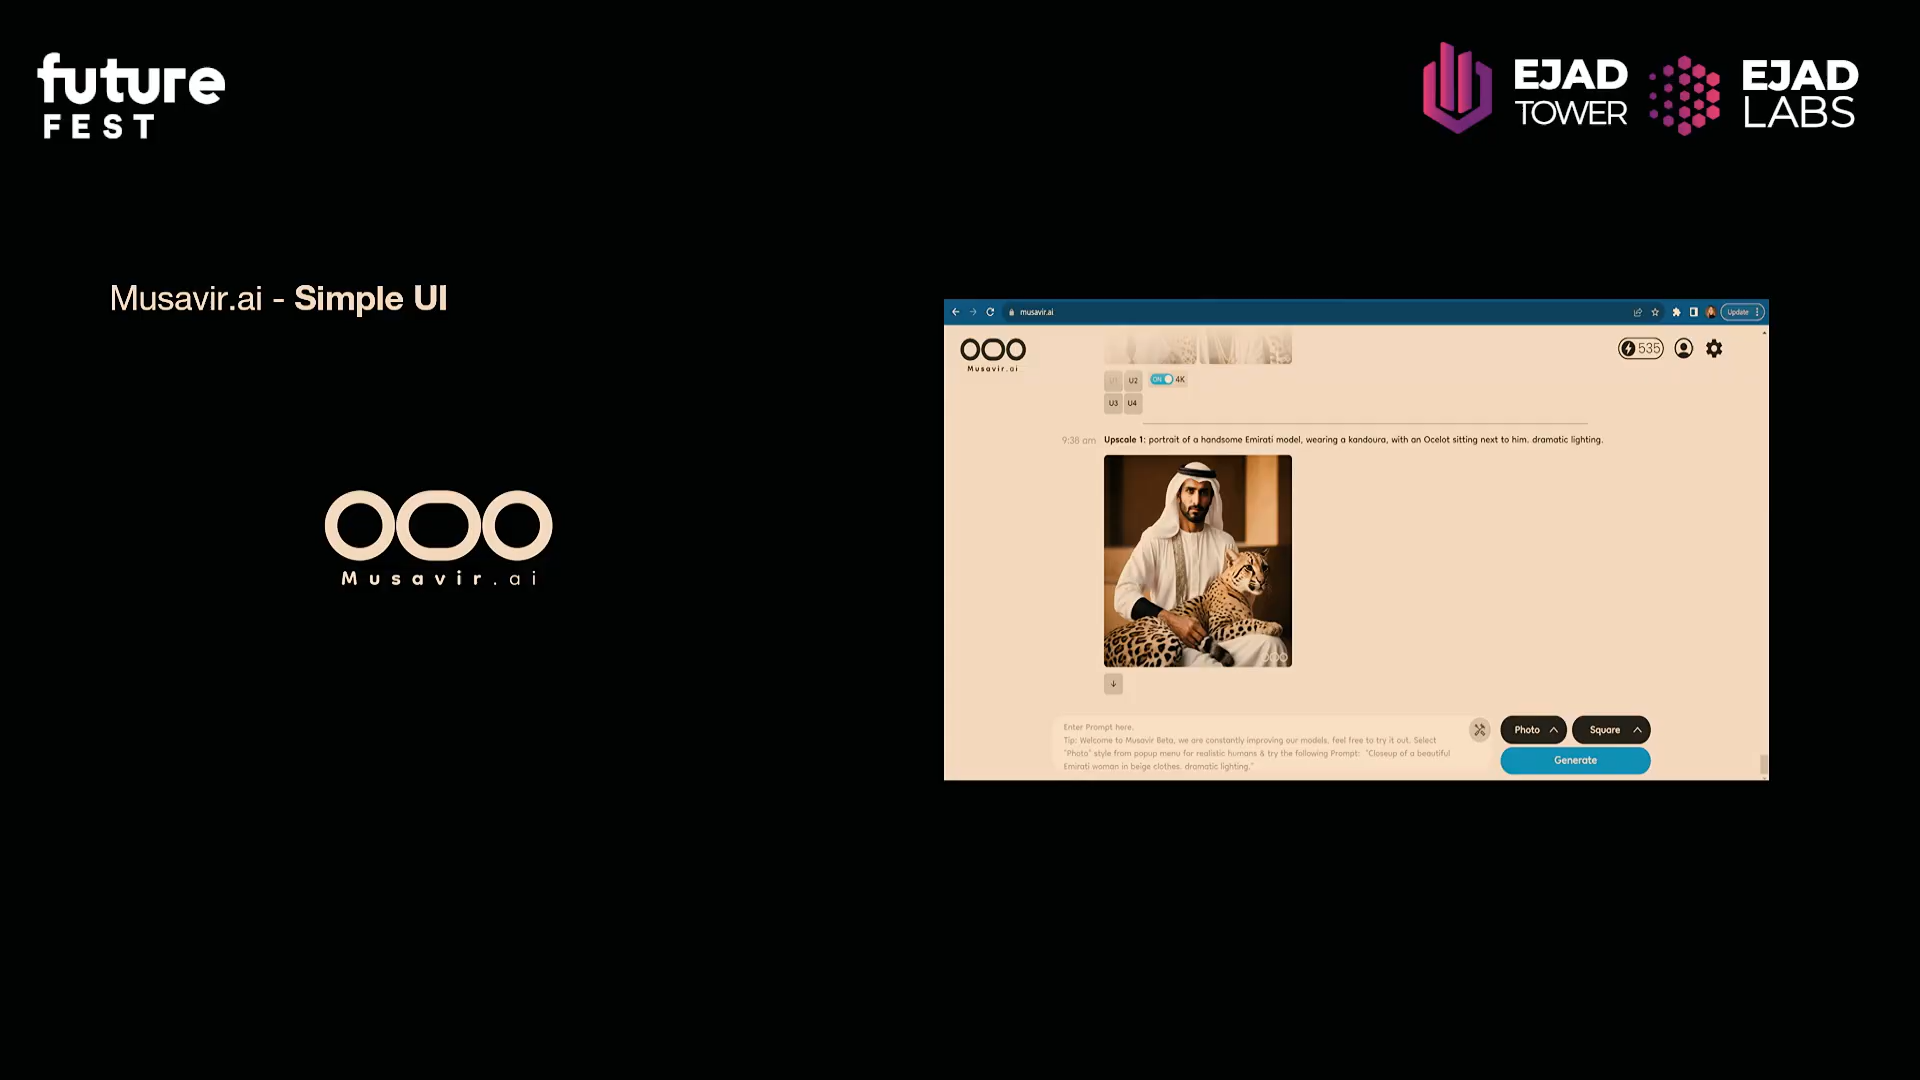 future
FEST
EJAD
TOWER
EJAD
LABS
Musavir.ai - Simple UI
Musavir.ai
musavir.ai
Update
Musavir.ai
535
U1 U2 ON 4K
U3 U4
9:38 am Upscale 1: portrait of a handsome Emirati model, wearing a kandoura, with an Ocelot sitting next to him. dramatic lighting.
Enter Prompt here.
Tip: Welcome to Musavir Beta, we are constantly improving our models, feel free to try it out. Select
"Photo" style from popup menu for realistic humans & try the following Prompt: "Closeup of a beautiful
Emirati woman in beige clothes. dramatic lighting."
Photo
Square
Generate